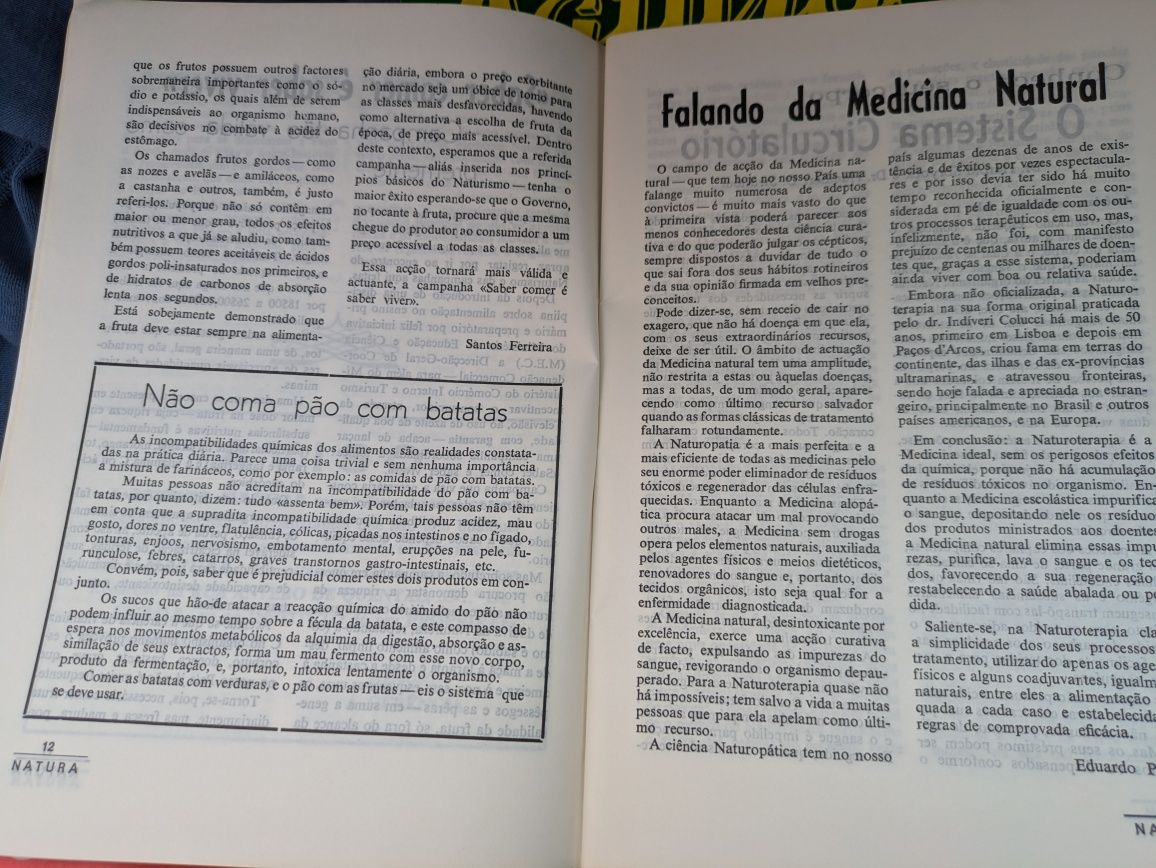 que os frutos possuem outros factores
sobremaneira importantes como o só-
dio e potássio, os quais além de serem
indispensáveis ao organismo humano,
são decisivos no combate à acidez do
estômago.
Os chamados frutos gordos — como
as nozes e avelãs — e amiláceos, como
a castanha e outros, também, é justo
referi-los. Porque não só contêm em
maior ou menor grau, todos os efeitos
nutritivos a que já se aludiu, como tam-
bém possuem teores aceitáveis de ácidos
gordos poli-insaturados nos primeiros, e
de hidratos de carbonos de absorção
lenta nos segundos.
Está sobejamente demonstrado que
a fruta deve estar sempre na alimenta-
ção diária, embora o preço exorbitante
no mercado seja um óbice de tomo para
as classes mais desfavorecidas, havendo
como alternativa a escolha de fruta da
época, de preço mais acessível. Dentro
deste contexto, esperamos que a referida
campanha — aliás inserida nos princí-
pios básicos do Naturismo — tenha o
maior êxito esperando-se que o Governo,
no tocante à fruta, procure que a mesma
chegue do produtor ao consumidor a um
preço acessível a todas as classes.
Essa acção tornará mais válida e
actuante, a campanha «Saber comer é
saber viver».
Santos Ferreira
Não coma pão com batatas
As incompatibilidades químicas dos alimentos são realidades constata-
das na prática diária. Parece uma coisa trivial e sem nenhuma importância
a mistura de farináceos, como por exemplo: as comidas de pão com batatas.
Muitas pessoas não acreditam na incompatibilidade do pão com ba-
tatas, por quanto, dizem: tudo «assenta bem». Porém, tais pessoas não têm
em conta que a supradita incompatibilidade química produz acidez, mau
gosto, dores no ventre, flatulência, cólicas, picadas nos intestinos e no fígado,
tonturas, enjoos, nervosismo, embotamento mental, erupções na pele, fu-
runculose, febres, catarros, graves transtornos gastro-intestinais, etc.
Convém, pois, saber que é prejudicial comer estes dois produtos em con-
junto.
Os sucos que hão-de atacar a reacção química do amido do pão não
podem influir ao mesmo tempo sobre a fécula da batata, e este compasso de
espera nos movimentos metabólicos da alquimia da digestão, absorção e as-
similação de seus extractos, forma um mau fermento com esse novo corpo,
produto da fermentação, e, portanto, intoxica lentamente o organismo.
Comer as batatas com verduras, e o pão com as frutas — eis o sistema que
se deve usar.
12
NATURA
Falando da Medicina Natural
O campo de acção da Medicina na-
tural — que tem hoje no nosso País uma
falange muito numerosa de adeptos
convictos — é muito mais vasto do que
à primeira vista poderá parecer aos
menos conhecedores desta ciência cura-
tiva e do que poderão julgar os cépticos,
sempre dispostos a duvidar de tudo o
que sai fora dos seus hábitos rotineiros
e da sua opinião firmada em velhos pre-
conceitos.
Pode dizer-se, sem receio de cair no
exagero, que não há doença em que ela,
com os seus extraordinários recursos,
deixe de ser útil. O âmbito de actuação
da Medicina natural tem uma amplitude,
não restrita a estas ou àquelas doenças,
mas a todas, de um modo geral, apare-
cendo como último recurso salvador
quando as formas clássicas de tratamento
falharam rotundamente.
A Naturopatia é a mais perfeita e a
mais eficiente de todas as medicinas pelo
seu enorme poder eliminador de resíduos
tóxicos e regenerador das células enfra-
quecidas. Enquanto a Medicina alopá-
tica procura atacar um mal provocando
outros males, a Medicina sem drogas
opera pelos elementos naturais, auxiliada
pelos agentes físicos e meios dietéticos,
renovadores do sangue e, portanto, dos
tecidos orgânicos, isto seja qual for a
enfermidade diagnosticada.
A Medicina natural, desintoxicante por
excelência, exerce uma acção curativa
de facto, expulsando as impurezas do
sangue, revigorando o organismo depau-
perado. Para a Naturoterapia quase não
há impossíveis; tem salvo a vida a muitas
pessoas que para ela apelam como últi-
mo recurso.
A ciência Naturopática tem no nosso
país algumas dezenas de anos de exis-
tência e de êxitos por vezes espectacula-
res e por isso devia ter sido há muito
tempo reconhecida oficialmente e con-
siderada em pé de igualdade com os ou-
tros processos terapêuticos em uso, mas,
infelizmente, não foi, com manifesto
prejuízo de centenas ou milhares de doen-
tes que, graças a esse sistema, poderiam
ainda viver com boa ou relativa saúde.
Embora não oficializada, a Naturo-
terapia na sua forma original praticada
pelo dr. Indíveri Colucci há mais de 50
anos, primeiro em Lisboa e depois em
Paços d'Arcos, criou fama em terras do
continente, das ilhas e das ex-províncias
ultramarinas, e atravessou fronteiras,
sendo hoje falada e apreciada no estran-
geiro, principalmente no Brasil e outros
países americanos, e na Europa.
Em conclusão: a Naturoterapia é a
Medicina ideal, sem os perigosos efeitos
da química, porque não há acumulação
de resíduos tóxicos no organismo. En-
quanto a Medicina escolástica impurifica
o sangue, depositando nele os resíduos
dos produtos ministrados aos doentes
a Medicina natural elimina essas impu
rezas, purifica, lava o sangue e os tec
dos, favorecendo a sua regeneração
restabelecendo a saúde abalada ou pe
dida.
Saliente-se, na Naturoterapia cla
a simplicidade dos seus processos
tratamento, utilizando apenas os age
físicos e alguns coadjuvantes, igualm
naturais, entre eles a alimentação
quada a cada caso e estabelecida
regras de comprovada eficácia.
Eduardo P
NA